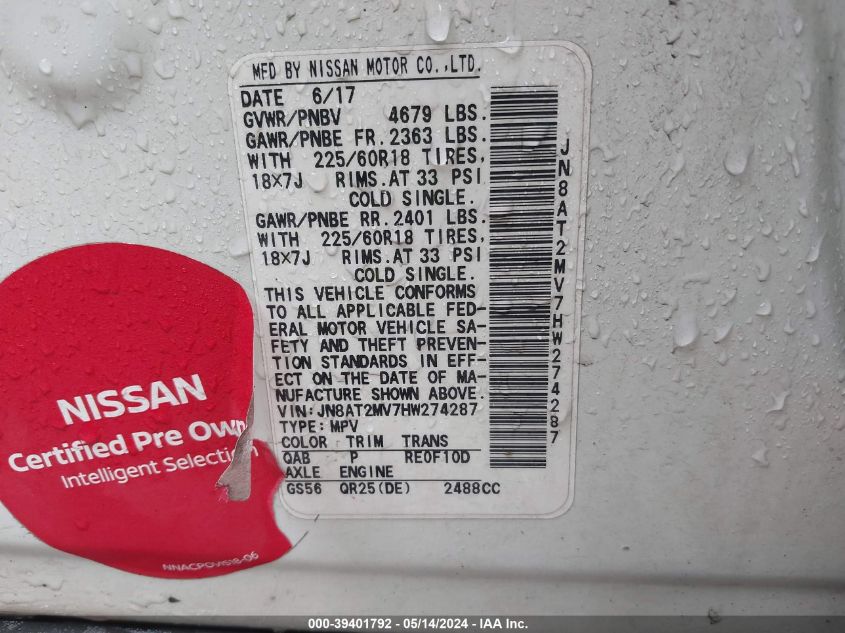 MFD BY NISSAN MOTOR CO.,LTD.
DATE 6/17
GVWR/PNBV 4679 LBS.
GAWR/PNBE FR.2363 LBS.
WITH 225/60R18 TIRES,
18X7J RIMS.AT 33 PSI
COLD SINGLE.
GAWR/PNBE RR.2401 LBS.
WITH 225/60R18 TIRES,
18X7J RIMS.AT 33 PSI
COLD SINGLE.
THIS VEHICLE CONFORMS
TO ALL APPLICABLE FED-
ERAL MOTOR VEHICLE SA-
FETY AND THEFT PREVEN-
TION STANDARDS IN EFF-
ECT ON THE DATE OF MA-
NUFACTURE SHOWN ABOVE.
VIN:JN8AT2MV7HW274287
TYPE:MPV
COLOR TRIM TRANS
QAB P RE0F10D
AXLE ENGINE
GS56 QR25(DE) 2488CC
JN8AT2MV7HW274287
NISSAN
Certified Pre Own
Intelligent Selection
NNACPOVIS18-06
000-39401792 - 05/14/2024 - IAA Inc.